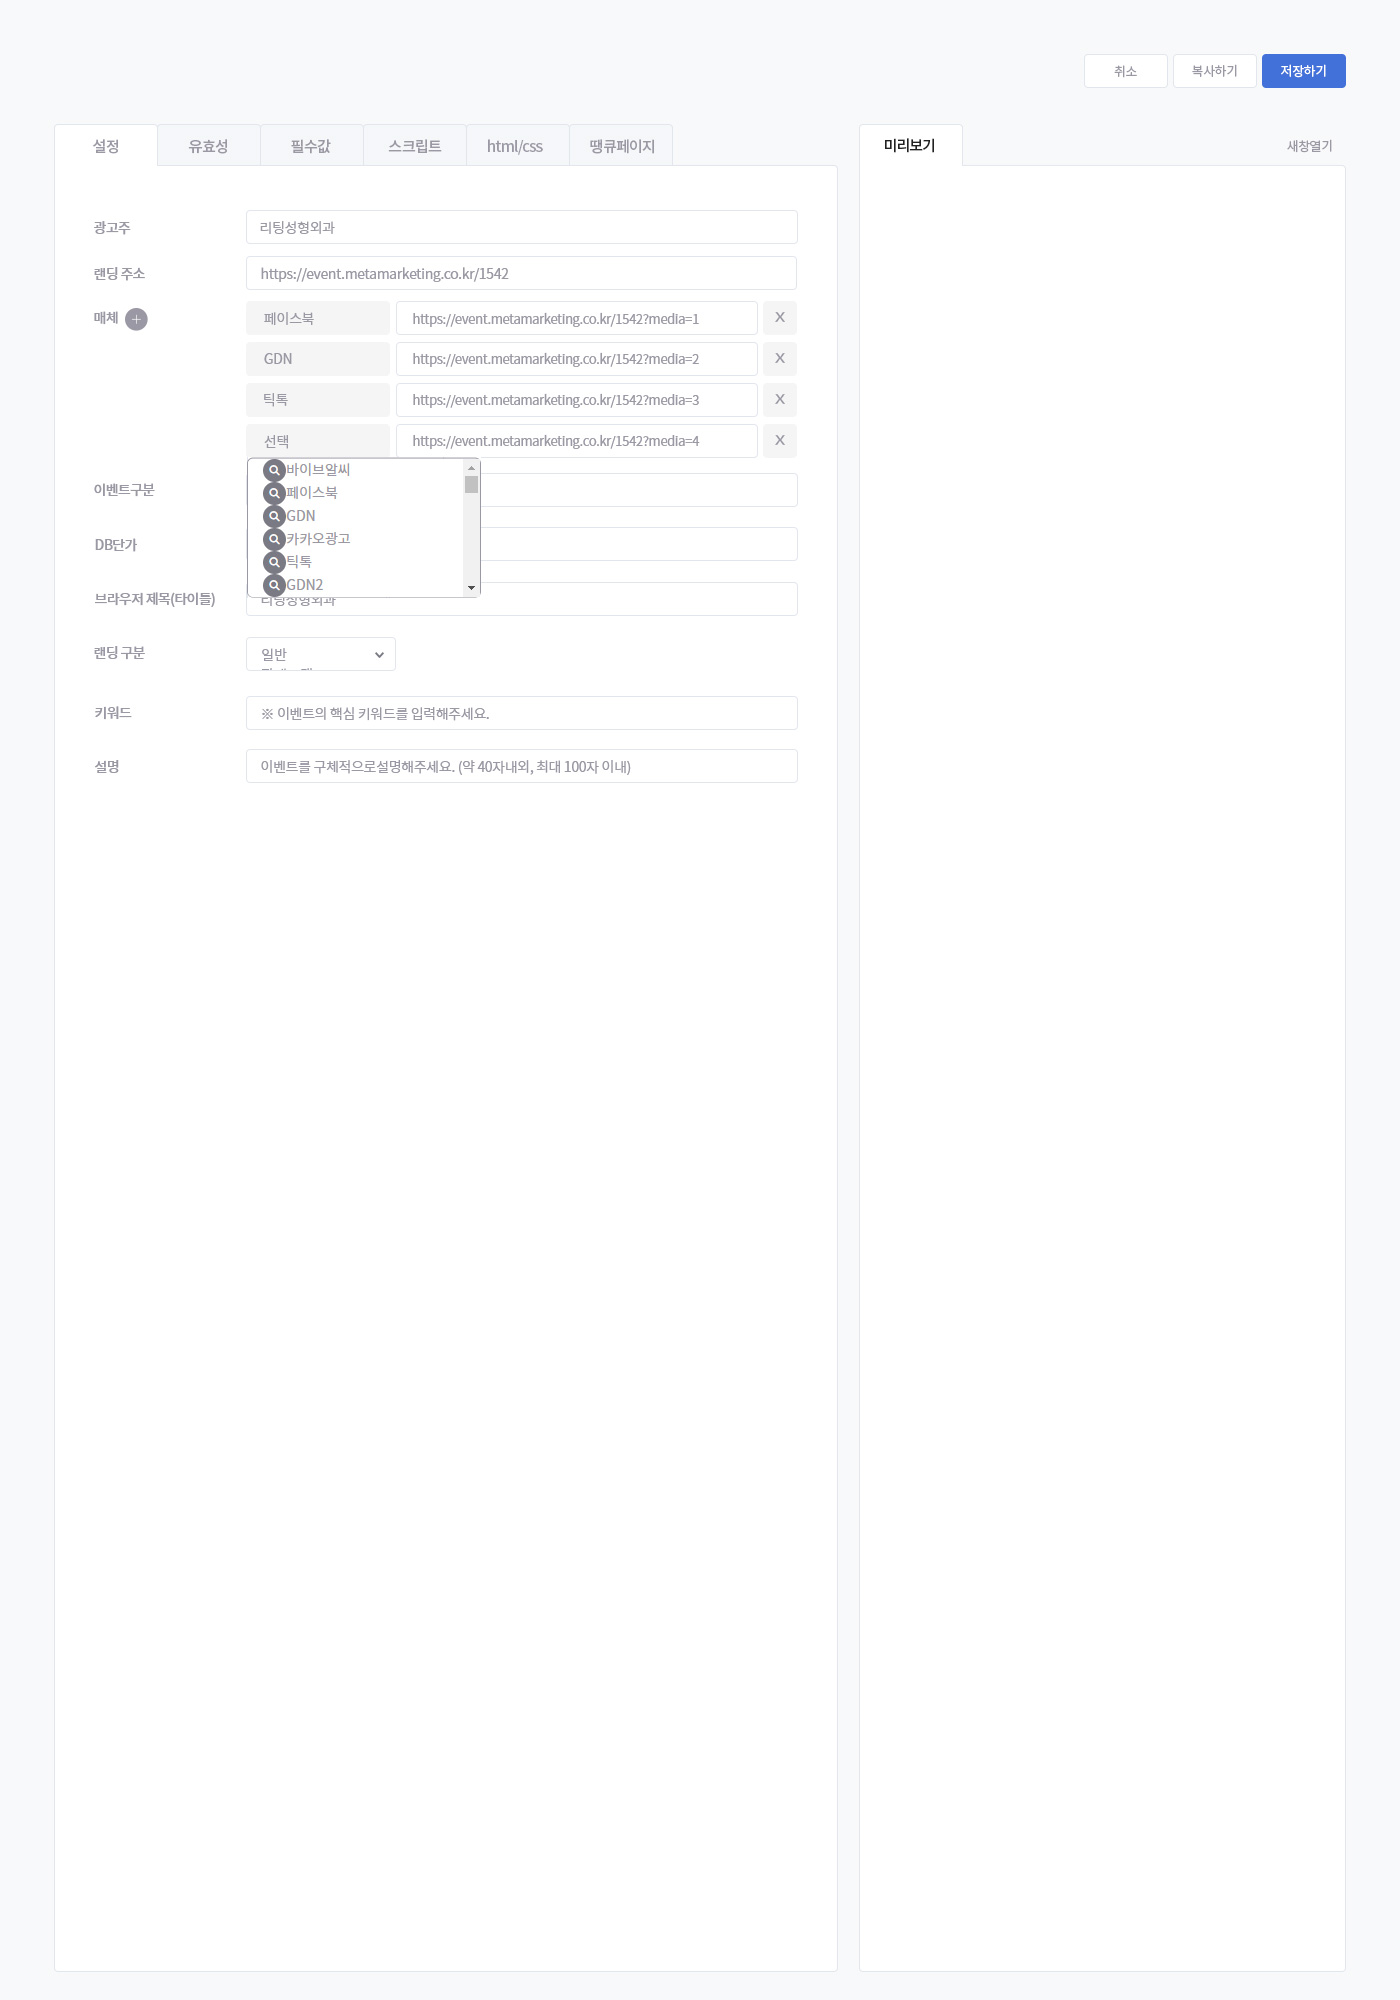 취소 복사하기 저장하기
설정 유효성 필수값 스크립트 html/css 땡큐페이지
미리보기 새창열기
광고주 리팅성형외과
랜딩 주소 https://event.metamarketing.co.kr/1542
매체 + 페이스북 https://event.metamarketing.co.kr/1542?media=1 X
GDN https://event.metamarketing.co.kr/1542?media=2 X
틱톡 https://event.metamarketing.co.kr/1542?media=3 X
선택 https://event.metamarketing.co.kr/1542?media=4 X
바이브알씨
이벤트구분
페이스북
GDN
카카오광고
DB단가
틱톡
GDN2
브라우저 제목(타이틀) 리팅성형외과
랜딩 구분 일반
키워드 ※ 이벤트의 핵심 키워드를 입력해주세요.
설명 이벤트를 구체적으로설명해주세요. (약 40자내외, 최대 100자 이내)